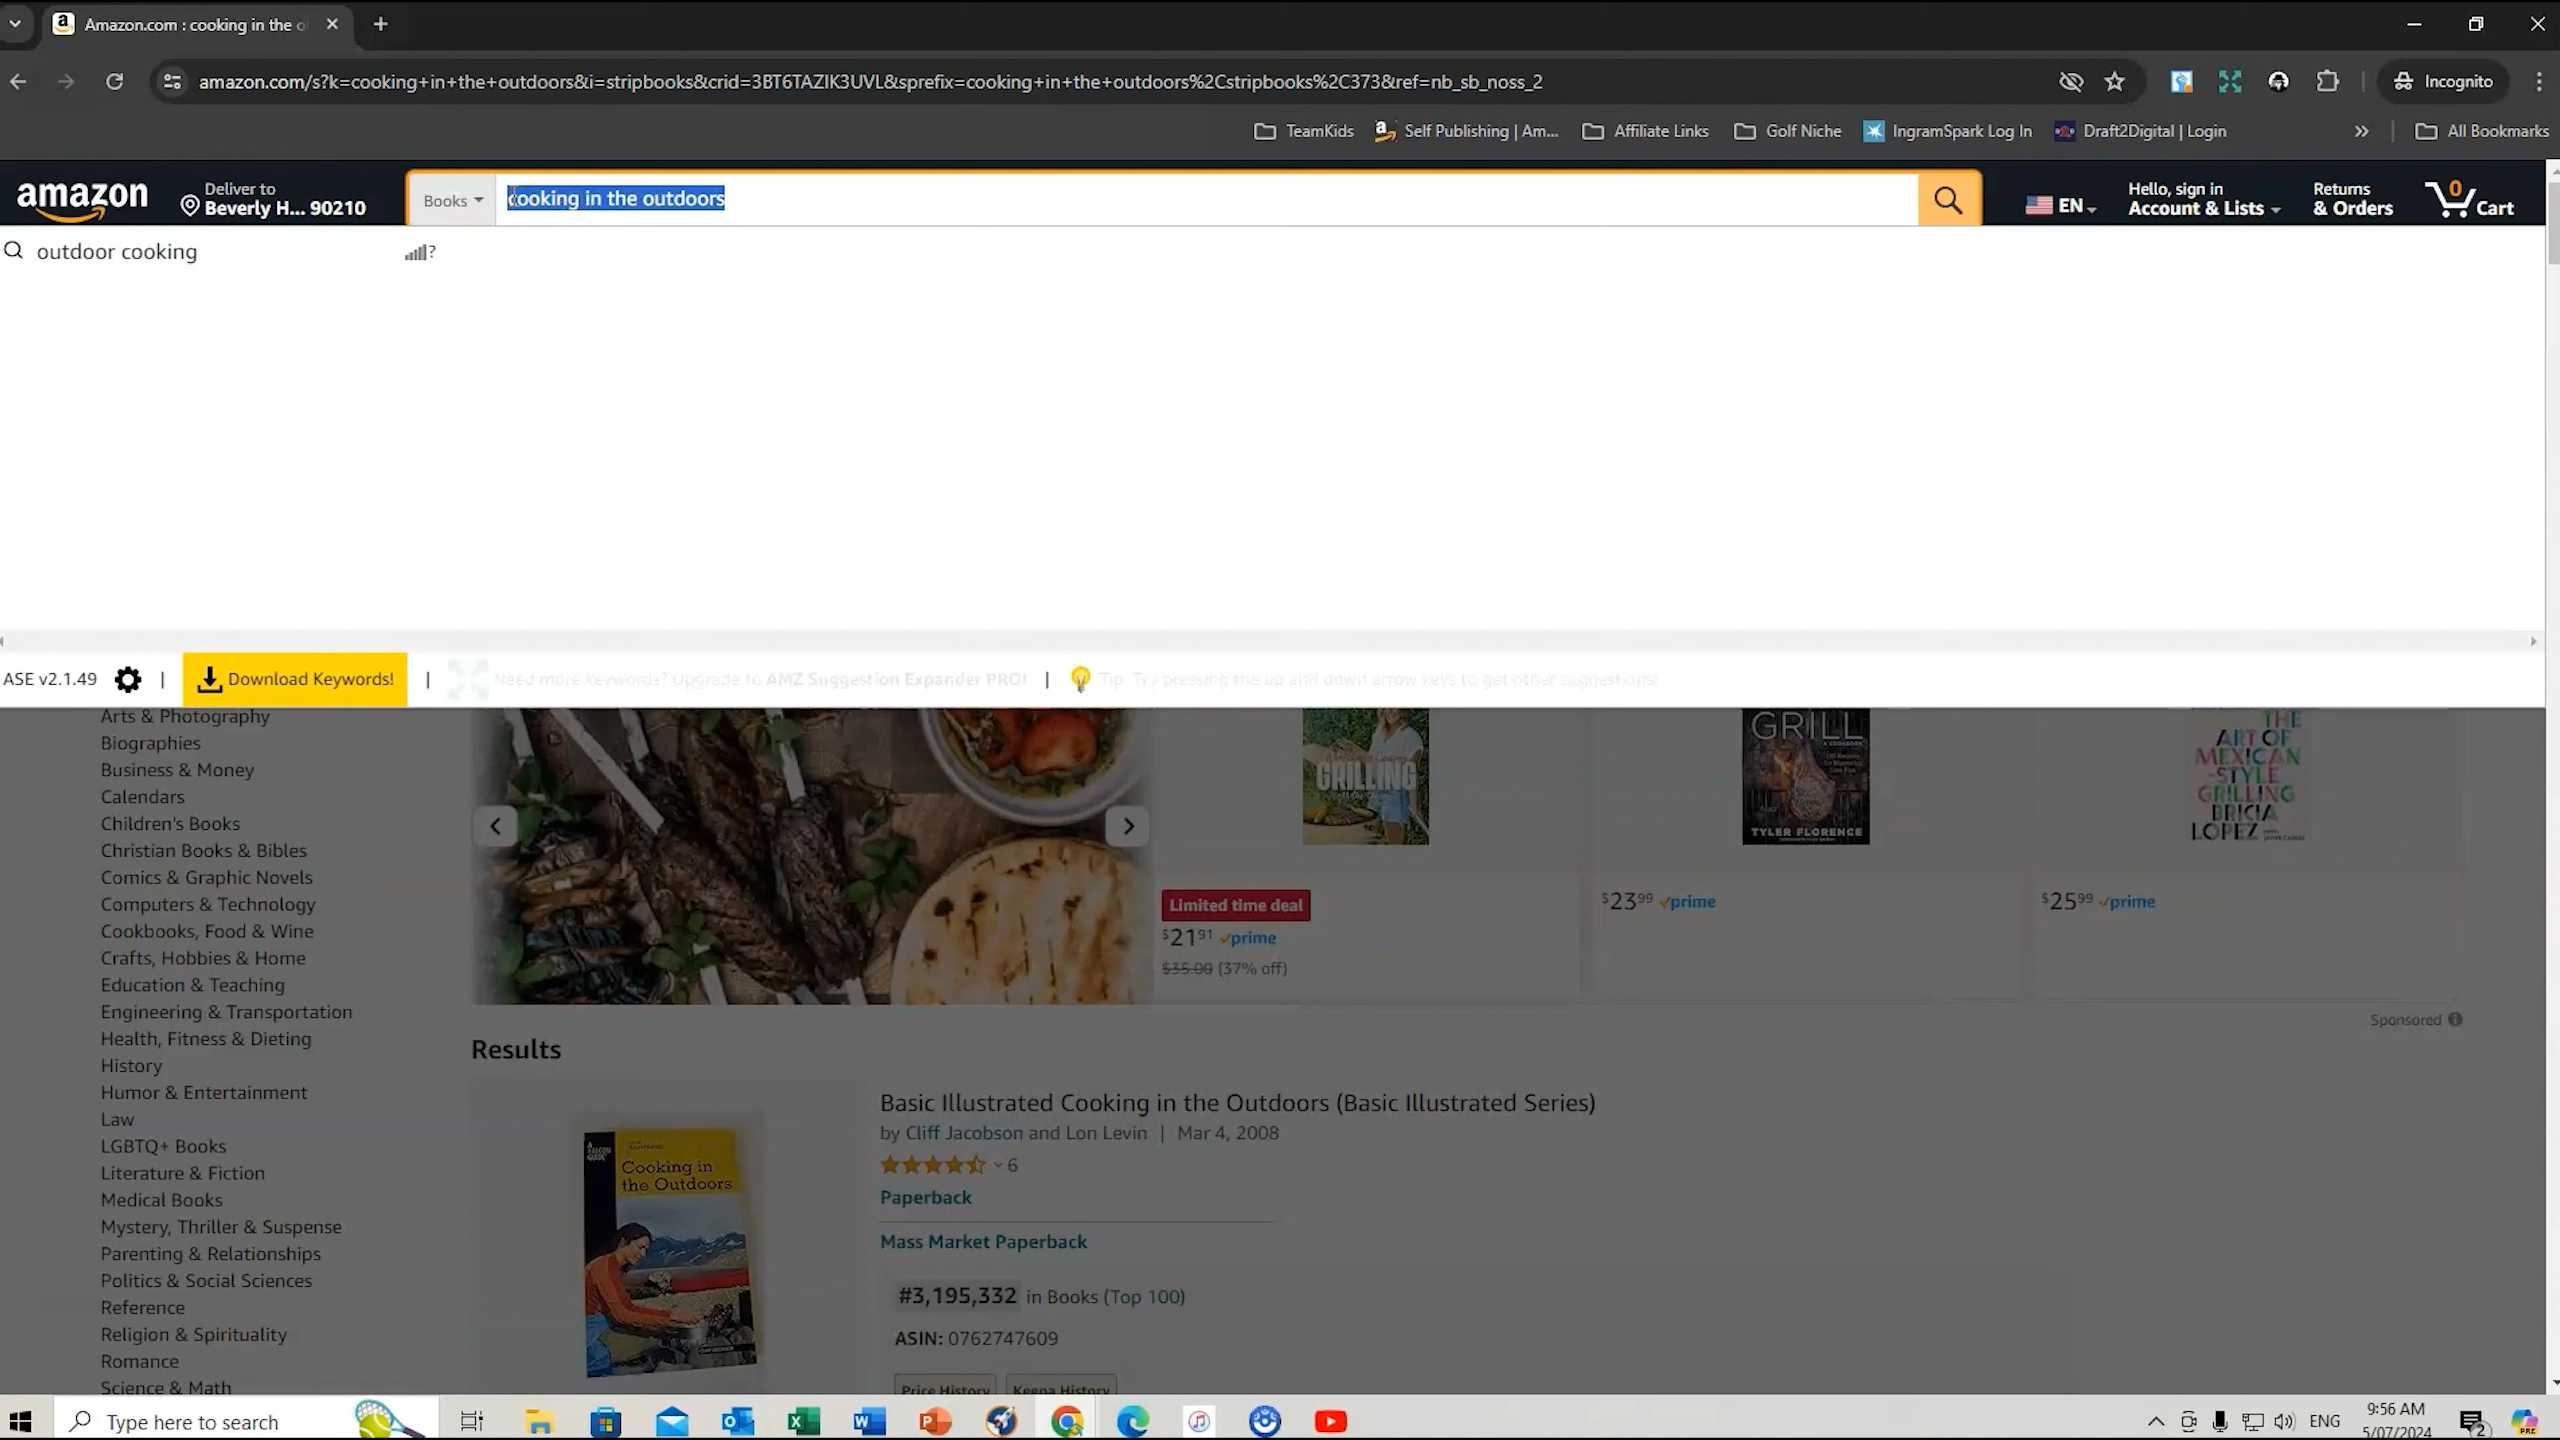 Amazon.com : cooking in the o
amazon.com/s?k=cooking+in+the+outdoors&i=stripbooks&crid=3BT6TAZIK3UVL&sprefix=cooking+in+the+outdoors%2Cstripbooks%2C373&ref=nb_sb_noss_2
Incognito
TeamKids
Self Publishing | Am...
Affiliate Links
Golf Niche
IngramSpark Log In
Draft2Digital | Login
»
All Bookmarks
amazon
Deliver to
Beverly H... 90210
Books
cooking in the outdoors
EN
Hello, sign in
Account & Lists
Returns
& Orders
0
Cart
outdoor cooking
?
ASE v2.1.49 |
Download Keywords!
| Need more keywords? Upgrade to AMZ Suggestion Expander PRO! | Tip: Try pressing the up and down arrow keys to get other suggestions!
Arts & Photography
Biographies
Business & Money
Calendars
Children's Books
Christian Books & Bibles
Comics & Graphic Novels
Computers & Technology
Cookbooks, Food & Wine
Crafts, Hobbies & Home
Education & Teaching
Engineering & Transportation
Health, Fitness & Dieting
History
Humor & Entertainment
Law
LGBTQ+ Books
Literature & Fiction
Medical Books
Mystery, Thriller & Suspense
Parenting & Relationships
Politics & Social Sciences
Reference
Religion & Spirituality
Romance
Science & Math
GRILLING
Limited time deal
$21.91 prime
$35.00 (37% off)
GRILL
TYLER FLORENCE
$23.99 prime
THE
ART OF
MEXICAN
-STYLE
GRILLING
BRICIA
LOPEZ
$25.99 prime
Sponsored
Results
A FALCON GUIDE
Cooking in
the Outdoors
Basic Illustrated Cooking in the Outdoors (Basic Illustrated Series)
by Cliff Jacobson and Lon Levin | Mar 4, 2008
6
Paperback
Mass Market Paperback
#3,195,332 in Books (Top 100)
ASIN: 0762747609
Price History
Keepa History
Type here to search
ENG
9:56 AM
5/07/2024
2
PRE